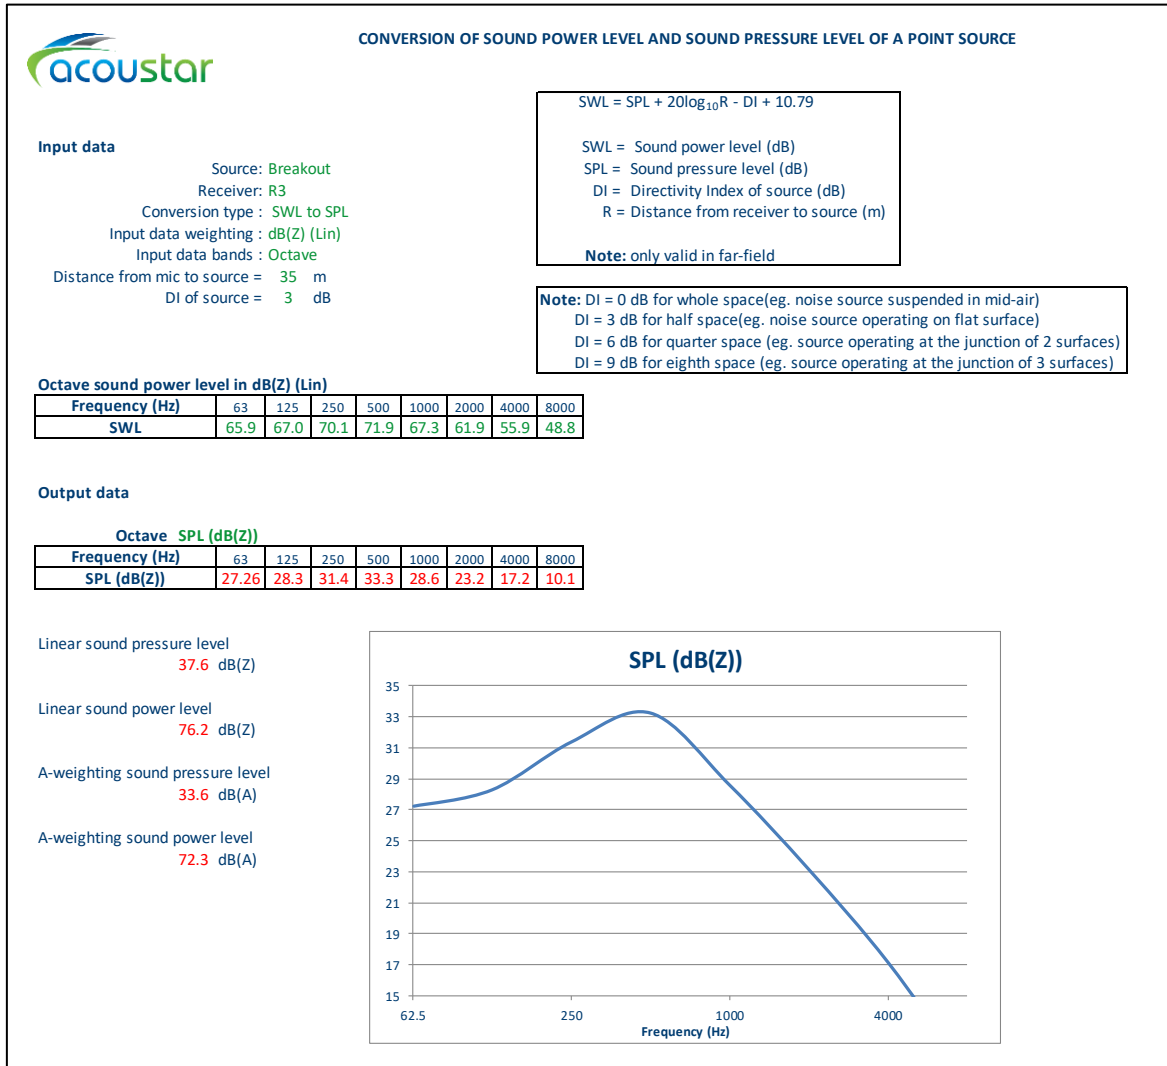 acoustar
CONVERSION OF SOUND POWER LEVEL AND SOUND PRESSURE LEVEL OF A POINT SOURCE
SWL = SPL + 20log₁₀R - DI + 10.79
SWL = Sound power level (dB)
SPL = Sound pressure level (dB)
DI = Directivity Index of source (dB)
R = Distance from receiver to source (m)
Note: only valid in far-field
Input data
Source: Breakout
Receiver: R3
Conversion type : SWL to SPL
Input data weighting : dB(Z) (Lin)
Input data bands : Octave
Distance from mic to source = 35 m
DI of source = 3 dB
Note: DI = 0 dB for whole space(eg. noise source suspended in mid-air)
DI = 3 dB for half space(eg. noise source operating on flat surface)
DI = 6 dB for quarter space (eg. source operating at the junction of 2 surfaces)
DI = 9 dB for eighth space (eg. source operating at the junction of 3 surfaces)
Octave sound power level in dB(Z) (Lin)
Frequency (Hz) 63 125 250 500 1000 2000 4000 8000
SWL 65.9 67.0 70.1 71.9 67.3 61.9 55.9 48.8
Output data
Octave SPL (dB(Z))
Frequency (Hz) 63 125 250 500 1000 2000 4000 8000
SPL (dB(Z)) 27.26 28.3 31.4 33.3 28.6 23.2 17.2 10.1
Linear sound pressure level
37.6 dB(Z)
Linear sound power level
76.2 dB(Z)
A-weighting sound pressure level
33.6 dB(A)
A-weighting sound power level
72.3 dB(A)
SPL (dB(Z))
35
33
31
29
27
25
23
21
19
17
15
62.5 250 1000 4000
Frequency (Hz)